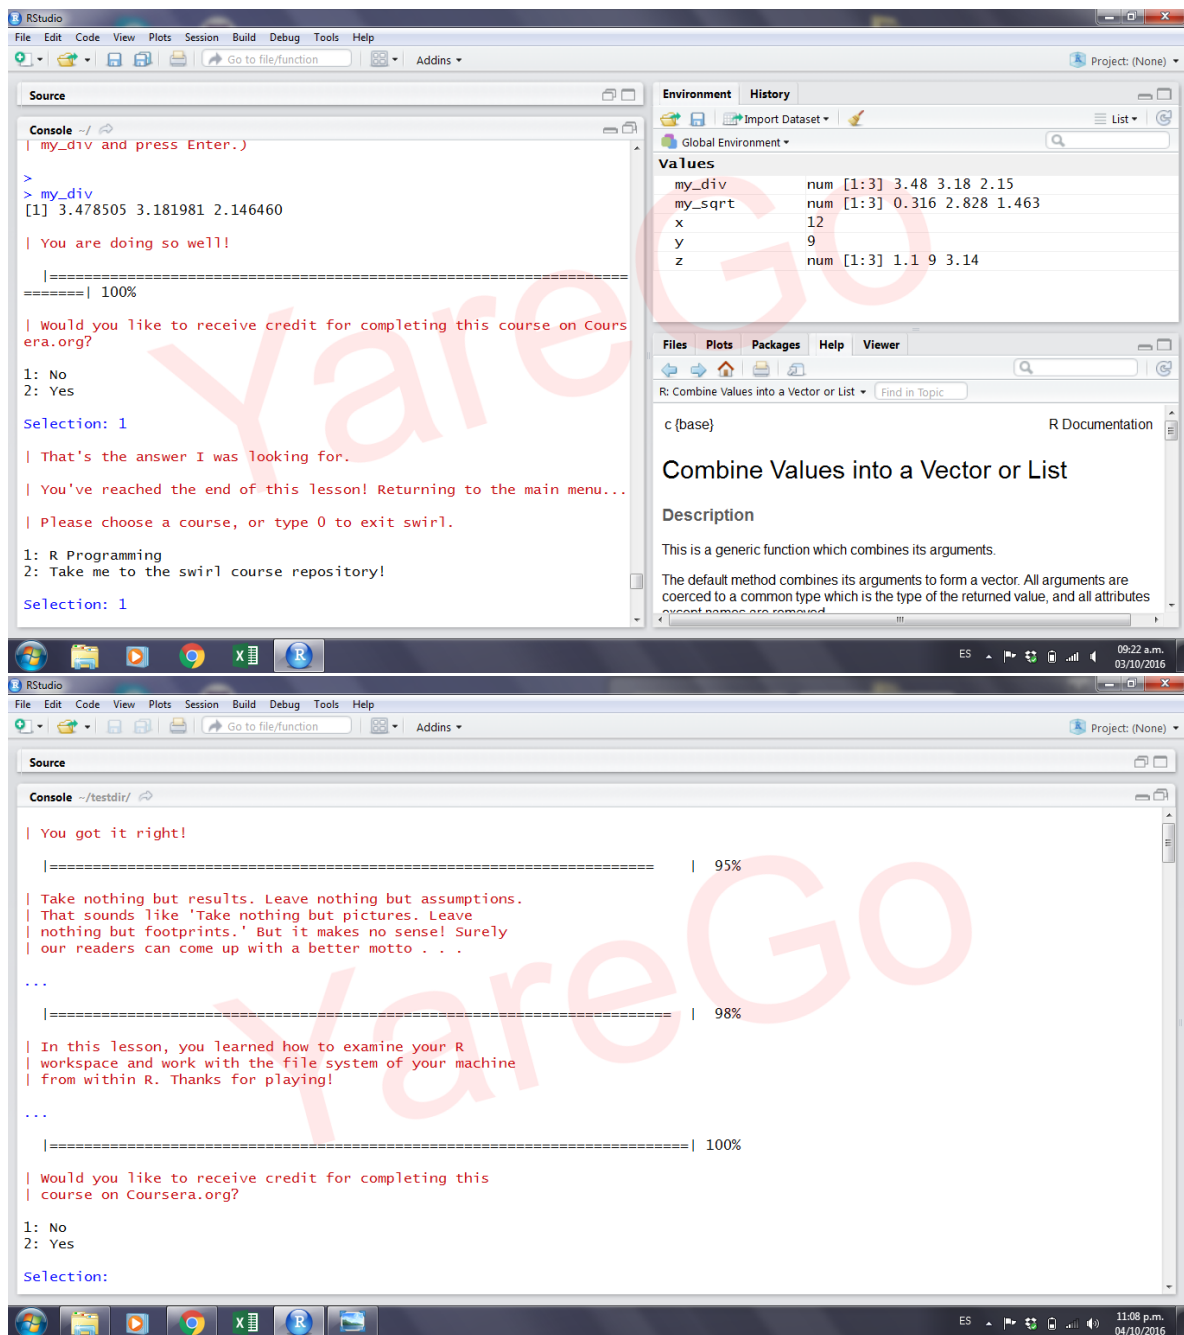 RStudio
File Edit Code View Plots Session Build Debug Tools Help
Go to file/function Addins Project: (None)
Source
Console ~/
| my_div and press Enter.)
>
> my_div
[1] 3.478505 3.181981 2.146460
| You are doing so well!
|===================================================================
=======| 100%
| Would you like to receive credit for completing this course on Cours
era.org?
1: No
2: Yes
Selection: 1
| That's the answer I was looking for.
| You've reached the end of this lesson! Returning to the main menu...
| Please choose a course, or type 0 to exit swirl.
1: R Programming
2: Take me to the swirl course repository!
Selection: 1
Environment History
Import Dataset List
Global Environment
Values
my_div num [1:3] 3.48 3.18 2.15
my_sqrt num [1:3] 0.316 2.828 1.463
x 12
y 9
z num [1:3] 1.1 9 3.14
Files Plots Packages Help Viewer
R: Combine Values into a Vector or List Find in Topic
c {base} R Documentation
Combine Values into a Vector or List
Description
This is a generic function which combines its arguments.
The default method combines its arguments to form a vector. All arguments are
coerced to a common type which is the type of the returned value, and all attributes
except names are removed
YareGo
ES 09:22 a.m.
03/10/2016
RStudio
File Edit Code View Plots Session Build Debug Tools Help
Go to file/function Addins Project: (None)
Source
Console ~/testdir/
| You got it right!
|====================================================================== | 95%
| Take nothing but results. Leave nothing but assumptions.
| That sounds like 'Take nothing but pictures. Leave
| nothing but footprints.' But it makes no sense! Surely
| our readers can come up with a better motto . . .
...
|======================================================================== | 98%
| In this lesson, you learned how to examine your R
| workspace and work with the file system of your machine
| from within R. Thanks for playing!
...
|==========================================================================| 100%
| Would you like to receive credit for completing this
| course on Coursera.org?
1: No
2: Yes
Selection:
YareGo
ES 11:08 p.m.
04/10/2016